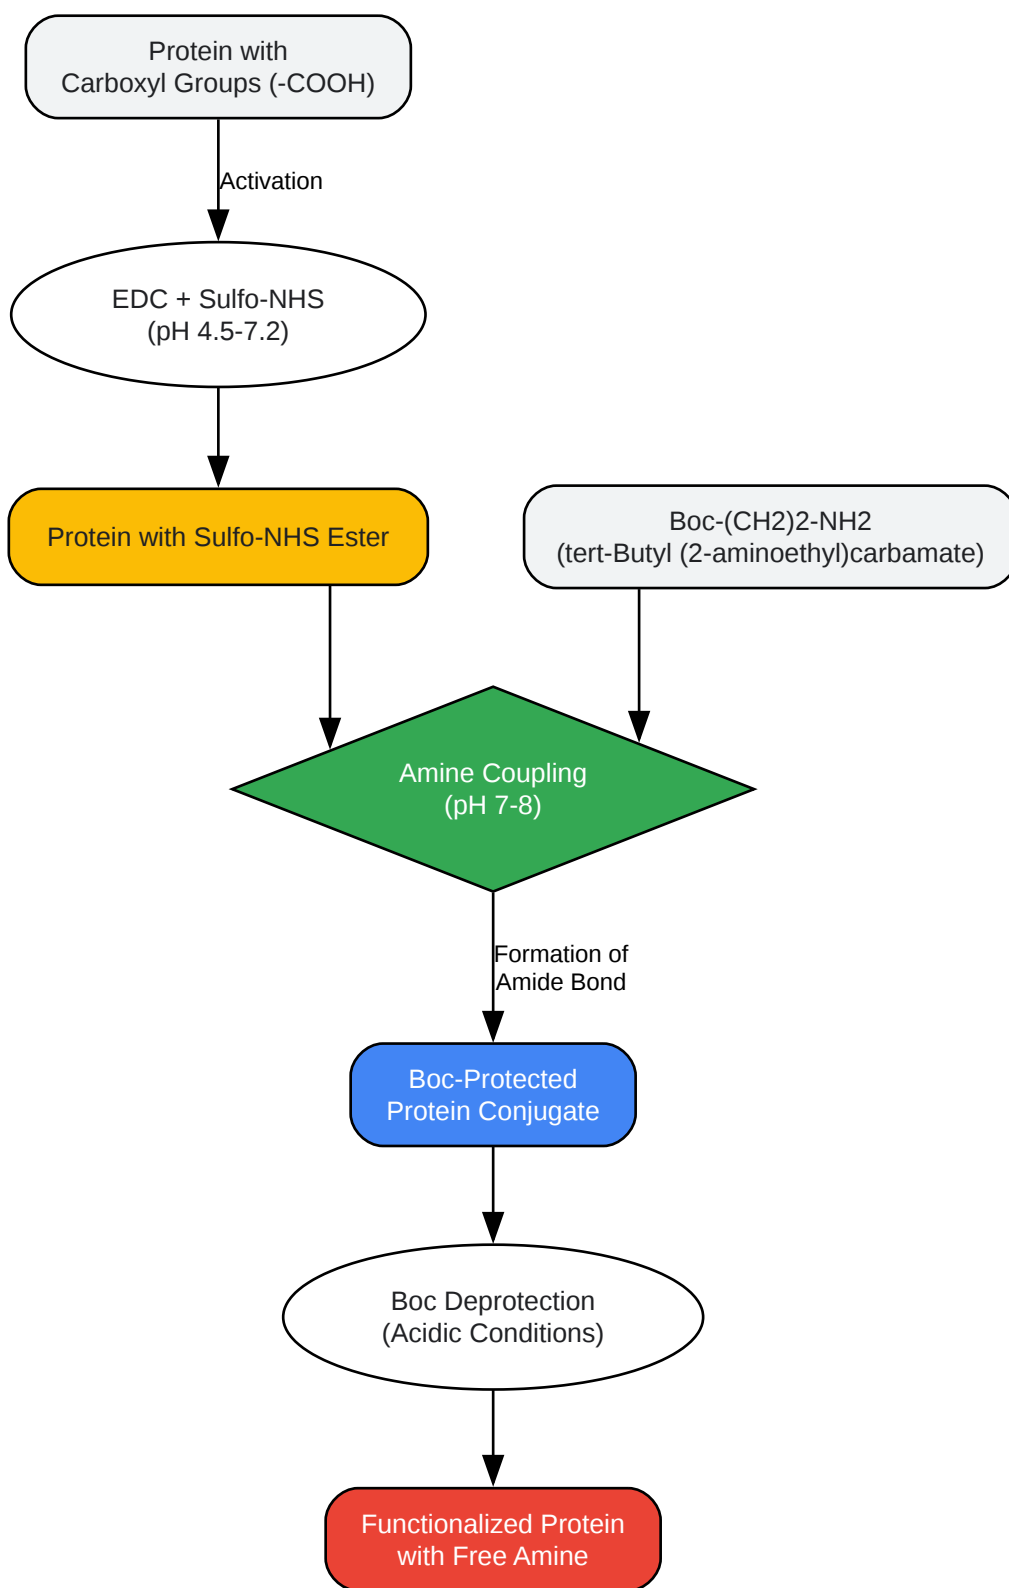 Protein with
Carboxyl Groups (-COOH)
Activation
EDC + Sulfo-NHS
(pH 4.5-7.2)
Protein with Sulfo-NHS Ester
Boc-(CH2)2-NH2
(tert-Butyl (2-aminoethyl)carbamate)
Amine Coupling
(pH 7-8)
Formation of
Amide Bond
Boc-Protected
Protein Conjugate
Boc Deprotection
(Acidic Conditions)
Functionalized Protein
with Free Amine